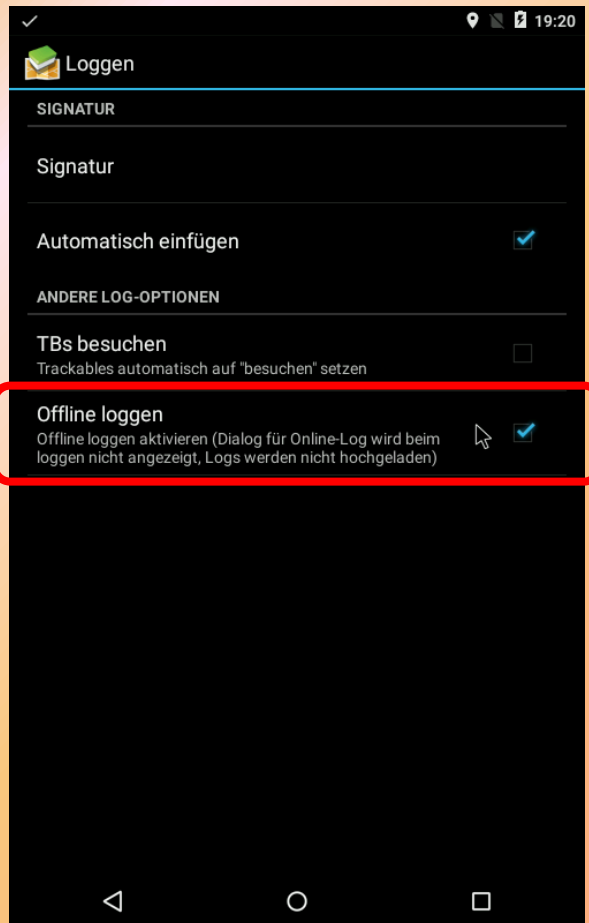 19:20
Loggen
SIGNATUR
Signatur
Automatisch einfügen
ANDERE LOG-OPTIONEN
TBs besuchen
Trackables automatisch auf "besuchen" setzen
Offline loggen
Offline loggen aktivieren (Dialog für Online-Log wird beim
loggen nicht angezeigt, Logs werden nicht hochgeladen)